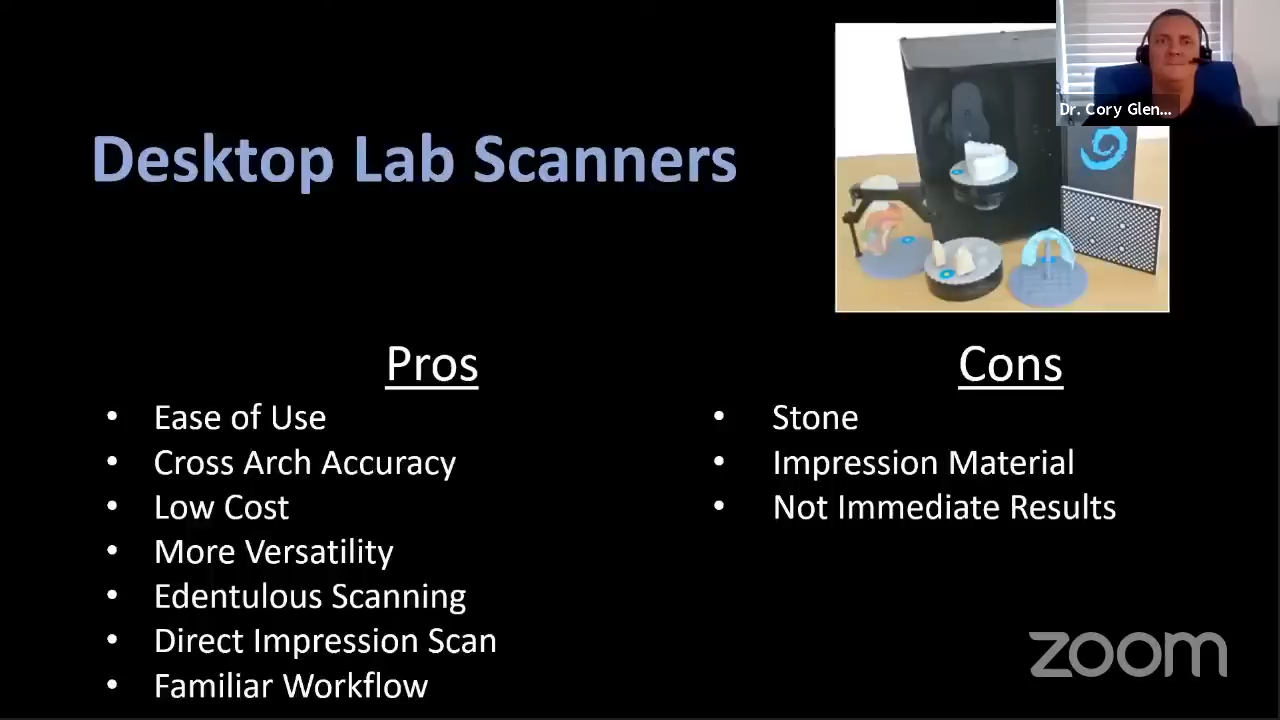 Dr. Cory Glen...
Desktop Lab Scanners
Pros
• Ease of Use
• Cross Arch Accuracy
• Low Cost
• More Versatility
• Edentulous Scanning
• Direct Impression Scan
• Familiar Workflow
Cons
• Stone
• Impression Material
• Not Immediate Results
zoom